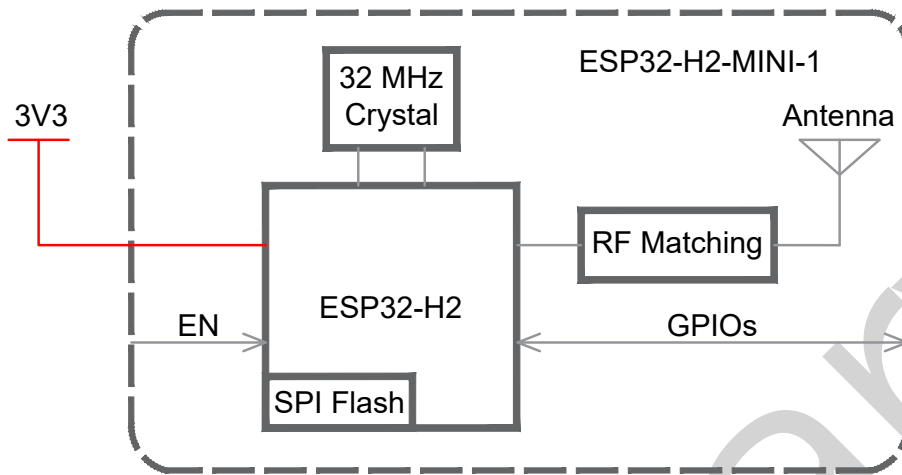 ESP32-H2-MINI-1
32 MHz
Crystal
3V3
Antenna
RF Matching
ESP32-H2
EN
GPIOs
SPI Flash